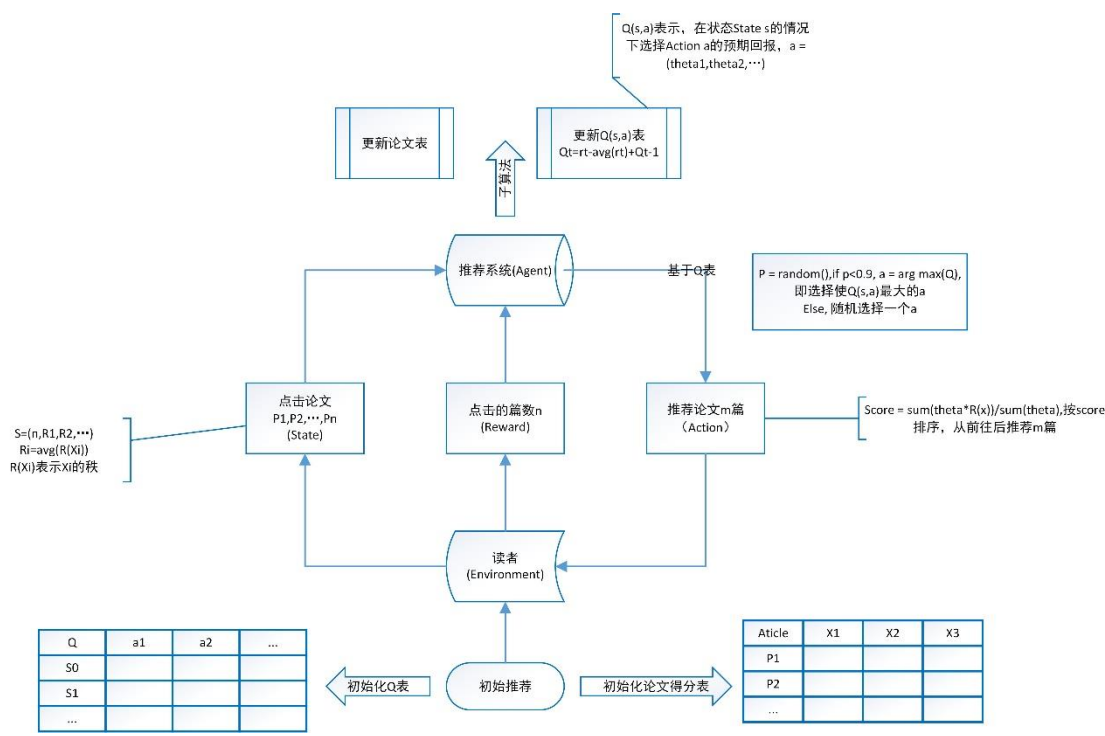 Q(s,a)表示，在状态State s的情况
下选择Action a的预期回报，a =
(theta1,theta2,…)
更新论文表
子算法
更新Q(s,a)表
Qt=rt-avg(rt)+Qt-1
推荐系统(Agent)
基于Q表
P = random(),if p<0.9, a = arg max(Q),
即选择使Q(s,a)最大的a
Else, 随机选择一个a
点击论文
P1,P2,…,Pn
(State)
点击的篇数n
(Reward)
推荐论文m篇
（Action）
Score = sum(theta*R(x))/sum(theta),按score
排序，从前往后推荐m篇
S=(n,R1,R2,…)
Ri=avg(R(Xi))
R(Xi)表示Xi的秩
读者
(Environment)
Q a1 a2 ...
S0
S1
...
初始化Q表
初始推荐
初始化论文得分表
Aticle X1 X2 X3
P1
P2
...